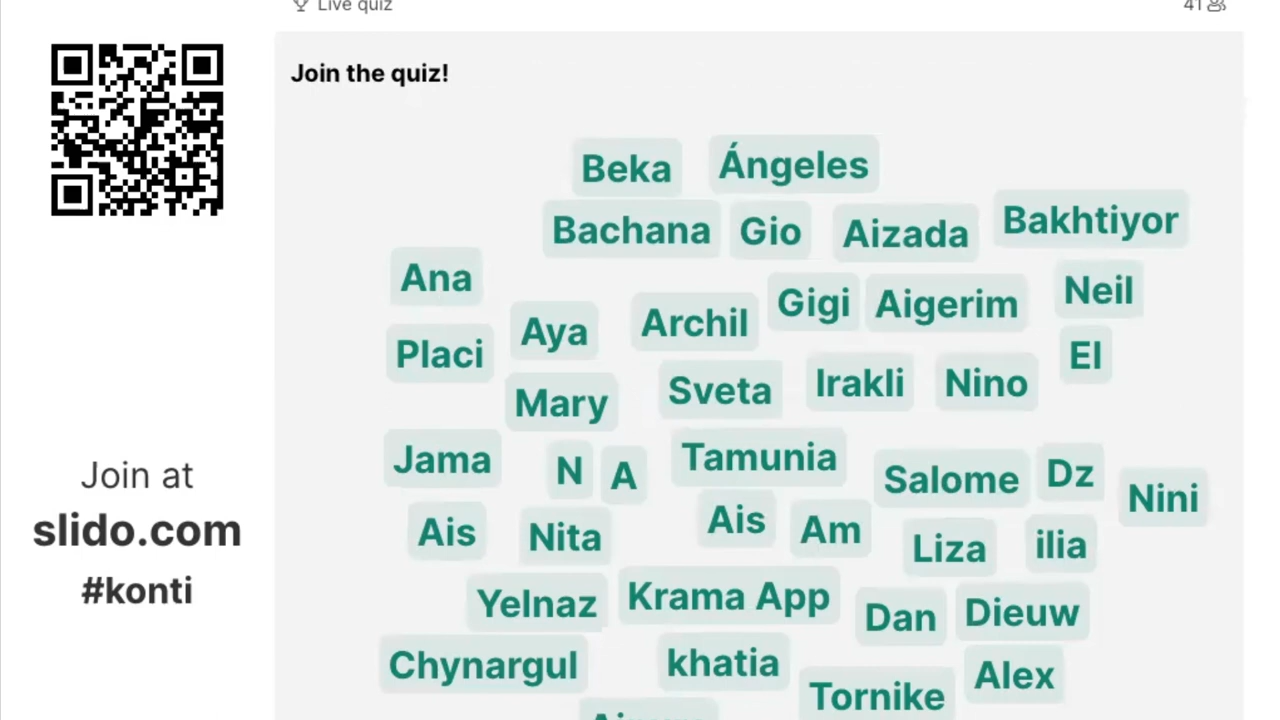 Live quiz
41
Join the quiz!
Beka Ángeles
Bachana Gio Aizada Bakhtiyor
Ana Gigi Aigerim Neil
Placi Aya Archil El
Mary Sveta Irakli Nino
Jama N A Tamunia Salome Dz Nini
Ais Nita Ais Am Liza ilia
Yelnaz Krama App Dan Dieuw
Chynargul khatia Tornike Alex
Join at
slido.com
#konti